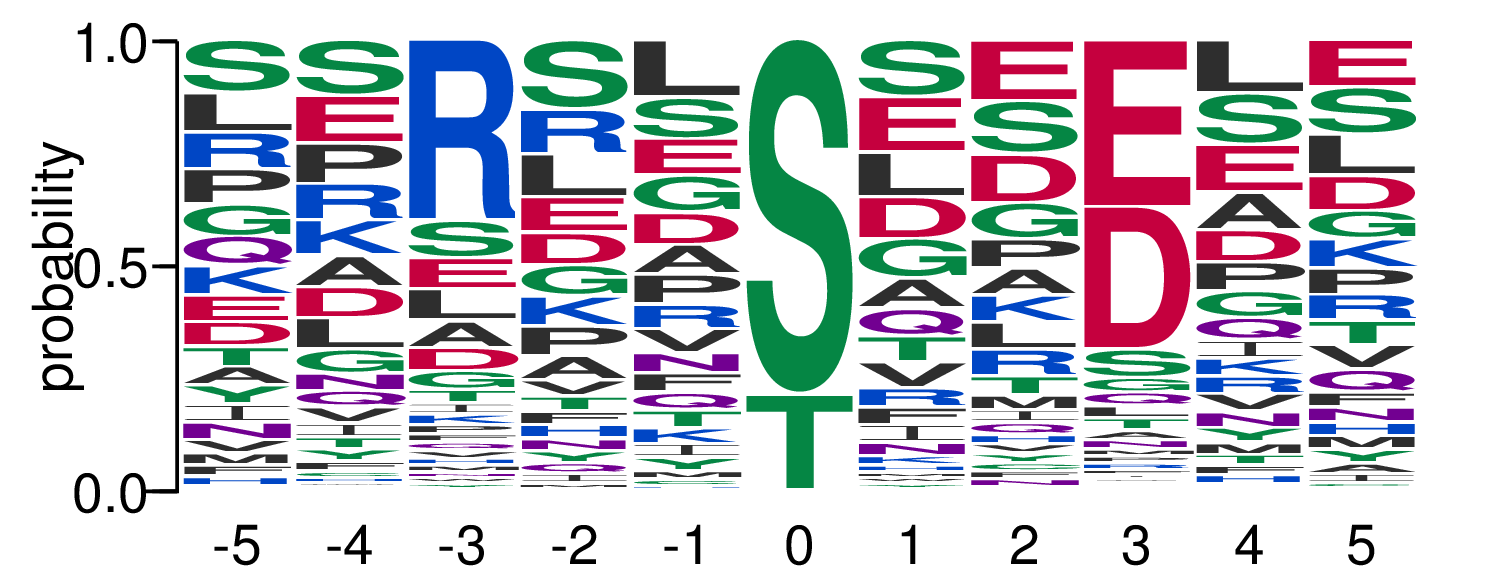 probability
1.0
0.5
0.0
S L R P G Q K E D T A Y I N V M F H
S E P R K A D L G N Q V I T Y F C H
R S E L A D G T I K P Q V
S R L E D G K P A V T F H N Y Q I M
L S E G D A P R V N F Q T K I Y M C
S T
S E L D G A Q T V R F I N K H
E S D G P A K L R T M I Q H V Y C F N
E D S G Q L T A N
L S E A D P G Q I K R V N Y M T F H
E S L D G K P R T V Q F N H M Y A I
-5 -4 -3 -2 -1 0 1 2 3 4 5